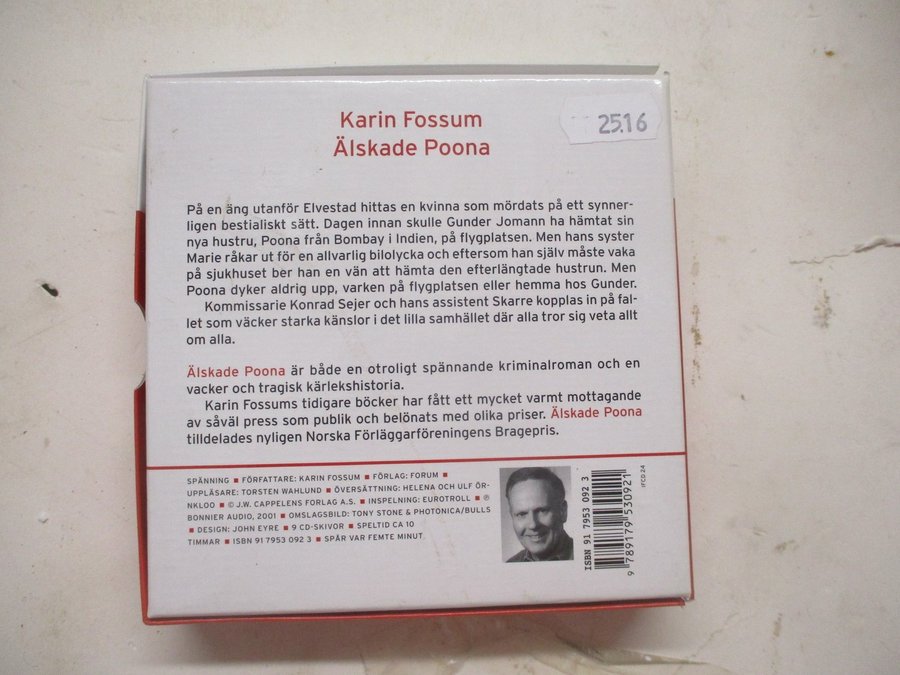 Karin Fossum
Älskade Poona
25.16
På en äng utanför Elvestad hittas en kvinna som mördats på ett synner-
ligen bestialiskt sätt. Dagen innan skulle Gunder Jomann ha hämtat sin
nya hustru, Poona från Bombay i Indien, på flygplatsen. Men hans syster
Marie råkar ut för en allvarlig bilolycka och eftersom han själv måste vaka
på sjukhuset ber han en vän att hämta den efterlängtade hustrun. Men
Poona dyker aldrig upp, varken på flygplatsen eller hemma hos Gunder.
Kommissarie Konrad Sejer och hans assistent Skarre kopplas in på fal-
let som väcker starka känslor i det lilla samhället där alla tror sig veta allt
om alla.
Älskade Poona är både en otroligt spännande kriminalroman och en
vacker och tragisk kärlekshistoria.
Karin Fossums tidigare böcker har fått ett mycket varmt mottagande
av såväl press som publik och belönats med olika priser. Älskade Poona
tilldelades nyligen Norska Förläggarföreningens Bragepris.
SPÄNNING ■ FÖRFATTARE: KARIN FOSSUM ■ FÖRLAG: FORUM ■
UPPLÄSARE: TORSTEN WAHLUND ■ ÖVERSÄTTNING: HELENA OCH ULF ÖR-
NKLOO ■ © J.W. CAPPELENS FORLAG A.S. ■ INSPELNING: EUROTROLL ■ ℗
BONNIER AUDIO, 2001 ■ OMSLAGSBILD: TONY STONE & PHOTONICA/BULLS
■ DESIGN: JOHN EYRE ■ 9 CD-SKIVOR ■ SPELTID CA 10
TIMMAR ■ ISBN 91 7953 092 3 ■ SPÅR VAR FEMTE MINUT
ISBN 91 7953 092 3
9 789179 530921
IFCD 24